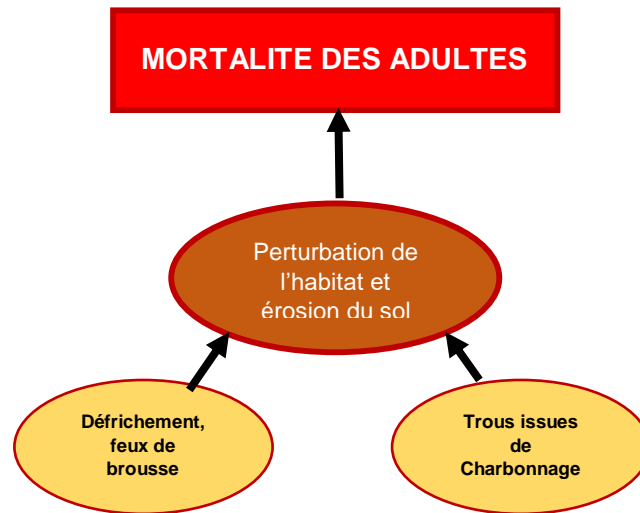 MORTALITE DES ADULTES
Perturbation de
l'habitat et
érosion du sol
Défrichement,
feux de
brousse
Trous issues
de
Charbonnage